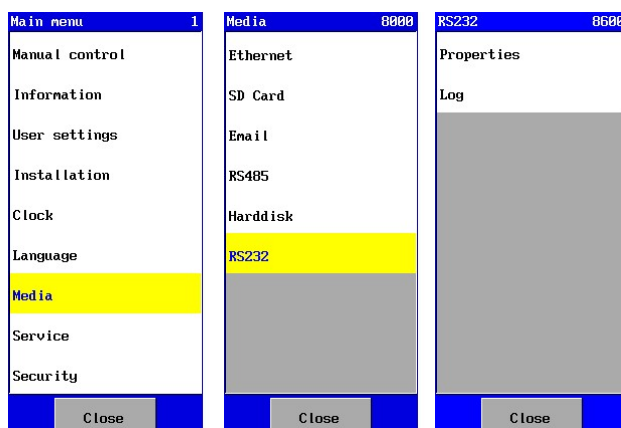 Main menu 1
Manual control
Information
User settings
Installation
Clock
Language
Media
Service
Security
Close
Media 8000
Ethernet
SD Card
Email
RS485
Harddisk
RS232
Close
RS232 8600
Properties
Log
Close